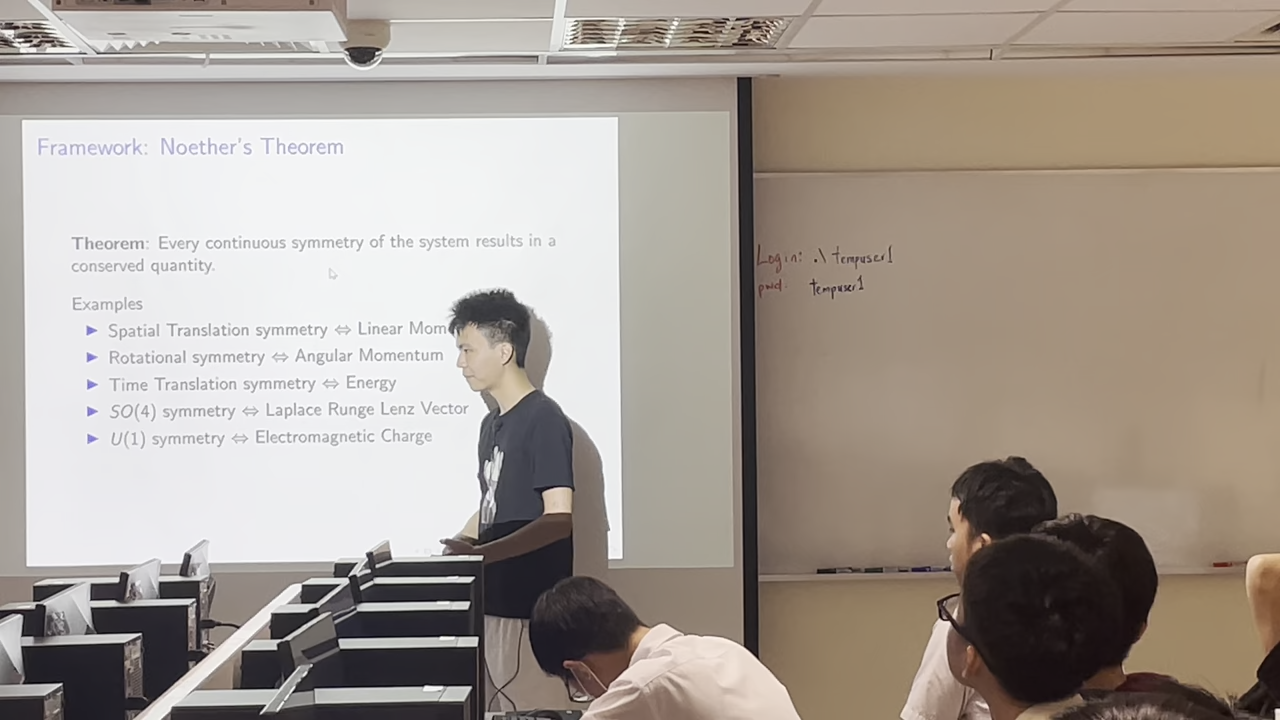 Framework: Noether's Theorem
Theorem: Every continuous symmetry of the system results in a
conserved quantity.
Examples
▶ Spatial Translation symmetry ⇔ Linear Mom
▶ Rotational symmetry ⇔ Angular Momentum
▶ Time Translation symmetry ⇔ Energy
▶ SO(4) symmetry ⇔ Laplace Runge Lenz Vector
▶ U(1) symmetry ⇔ Electromagnetic Charge
Login: .\ tempuser1
pwd: tempuser1